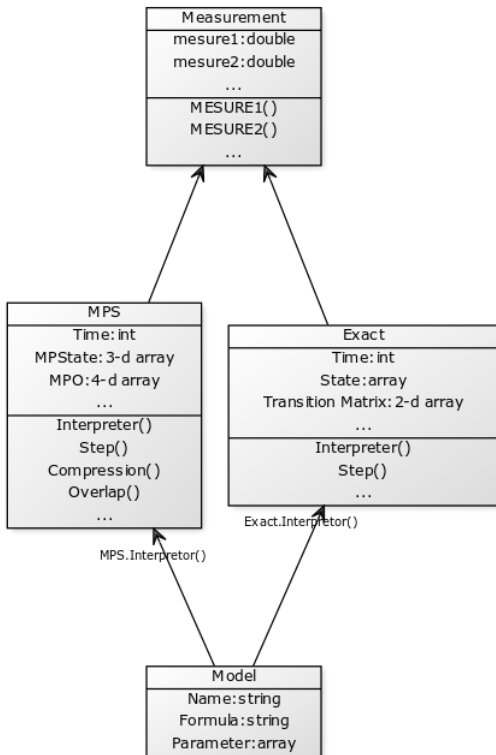 Measurement
mesure1:double
mesure2:double
...
MESURE1()
MESURE2()
...
MPS
Time:int
MPState:3-d array
MPO:4-d array
...
Interpreter()
Step()
Compression()
Overlap()
...
Exact
Time:int
State:array
Transition Matrix:2-d array
...
Interpreter()
Step()
...
MPS.Interpretor()
Exact.Interpretor()
Model
Name:string
Formula:string
Parameter:array